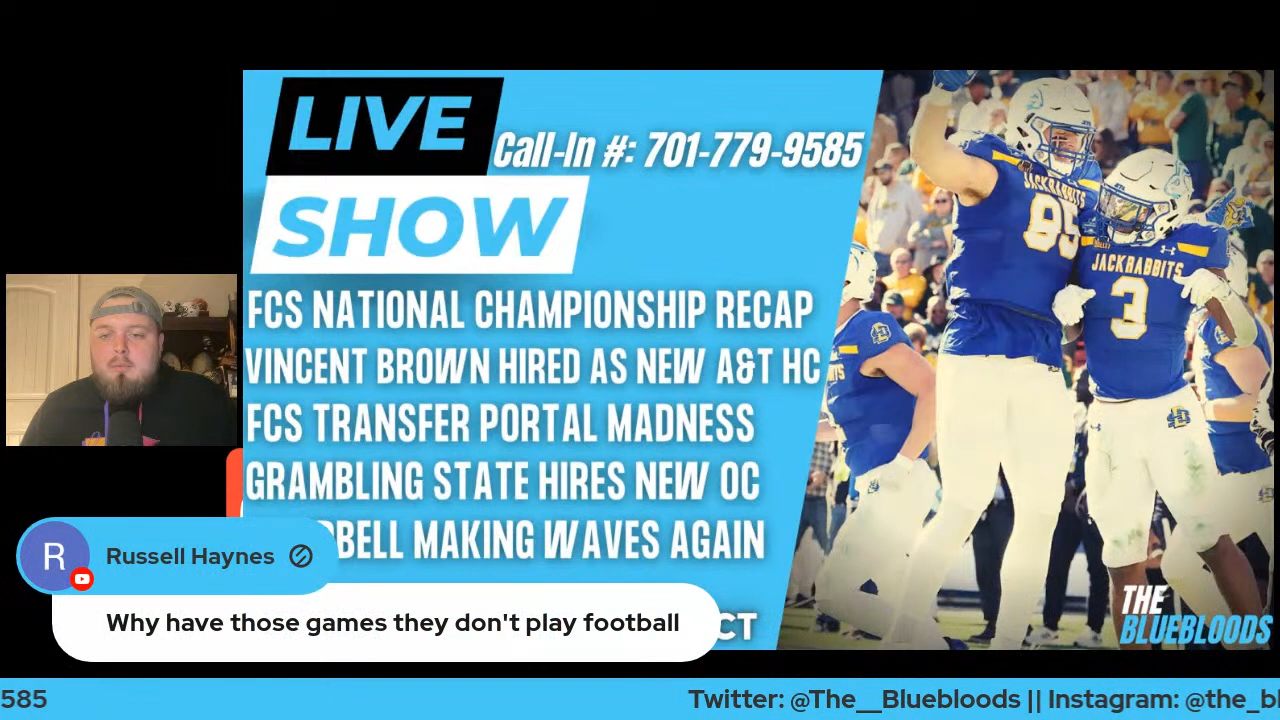 LIVE
Call-In #: 701-779-9585
SHOW
FCS NATIONAL CHAMPIONSHIP RECAP
VINCENT BROWN HIRED AS NEW A&T HC
FCS TRANSFER PORTAL MADNESS
GRAMBLING STATE HIRES NEW OC
BELL MAKING WAVES AGAIN
R
Russell Haynes
Why have those games they don't play football
CT
JACKRABBITS
85
JACKRABBITS
3
THE
BLUEBLOODS
585
Twitter: @The__Bluebloods || Instagram: @the_bl